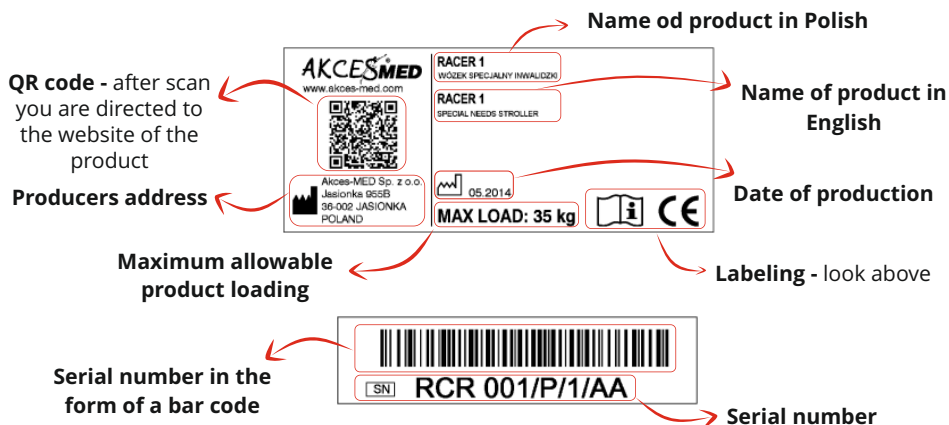 Name od product in Polish
AKCESMED
www.akces-med.com
RACER 1
WÓZEK SPECJALNY INWALIDZKI
RACER 1
SPECIAL NEEDS STROLLER
QR code - after scan
you are directed to
the website of the
product
Name of product in
English
Producers address
Akces-MED Sp. z o.o.
Jasionka 955B
36-002 JASIONKA
POLAND
05.2014
MAX LOAD: 35 kg
i
CE
Date of production
Maximum allowable
product loading
Labeling - look above
Serial number in the
form of a bar code
SN RCR 001/P/1/AA
Serial number